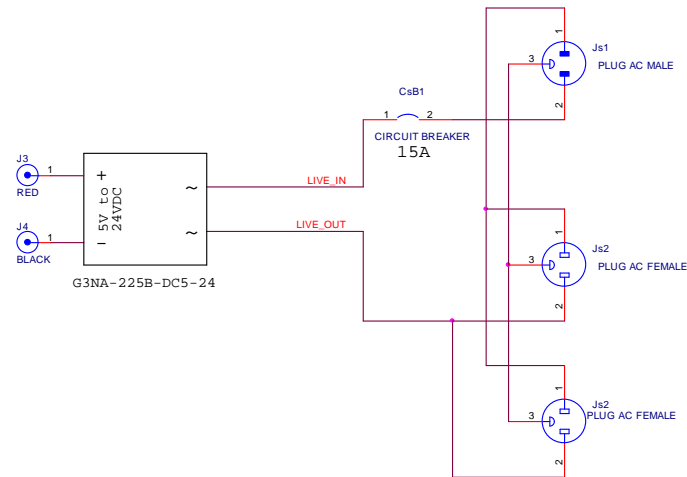 1
Js1
3
PLUG AC MALE
2
CsB1
1 2
CIRCUIT BREAKER
15A
J3
1
RED
+
5V to
24VDC
~
LIVE_IN
J4
1
BLACK
−
~
LIVE_OUT
G3NA-225B-DC5-24
1
Js2
3
PLUG AC FEMALE
2
1
Js2
3
PLUG AC FEMALE
2